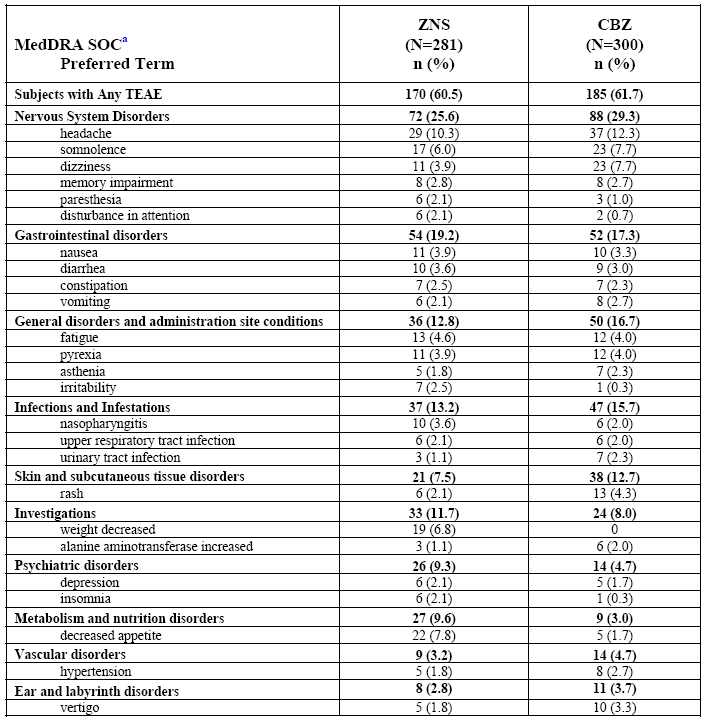 MedDRA SOCa
Preferred Term
ZNS
(N=281)
n (%)
CBZ
(N=300)
n (%)
Subjects with Any TEAE 170 (60.5) 185 (61.7)
Nervous System Disorders 72 (25.6) 88 (29.3)
headache 29 (10.3) 37 (12.3)
somnolence 17 (6.0) 23 (7.7)
dizziness 11 (3.9) 23 (7.7)
memory impairment 8 (2.8) 8 (2.7)
paresthesia 6 (2.1) 3 (1.0)
disturbance in attention 6 (2.1) 2 (0.7)
Gastrointestinal disorders 54 (19.2) 52 (17.3)
nausea 11 (3.9) 10 (3.3)
diarrhea 10 (3.6) 9 (3.0)
constipation 7 (2.5) 7 (2.3)
vomiting 6 (2.1) 8 (2.7)
General disorders and administration site conditions 36 (12.8) 50 (16.7)
fatigue 13 (4.6) 12 (4.0)
pyrexia 11 (3.9) 12 (4.0)
asthenia 5 (1.8) 7 (2.3)
irritability 7 (2.5) 1 (0.3)
Infections and Infestations 37 (13.2) 47 (15.7)
nasopharyngitis 10 (3.6) 6 (2.0)
upper respiratory tract infection 6 (2.1) 6 (2.0)
urinary tract infection 3 (1.1) 7 (2.3)
Skin and subcutaneous tissue disorders 21 (7.5) 38 (12.7)
rash 6 (2.1) 13 (4.3)
Investigations 33 (11.7) 24 (8.0)
weight decreased 19 (6.8) 0
alanine aminotransferase increased 3 (1.1) 6 (2.0)
Psychiatric disorders 26 (9.3) 14 (4.7)
depression 6 (2.1) 5 (1.7)
insomnia 6 (2.1) 1 (0.3)
Metabolism and nutrition disorders 27 (9.6) 9 (3.0)
decreased appetite 22 (7.8) 5 (1.7)
Vascular disorders 9 (3.2) 14 (4.7)
hypertension 5 (1.8) 8 (2.7)
Ear and labyrinth disorders 8 (2.8) 11 (3.7)
vertigo 5 (1.8) 10 (3.3)